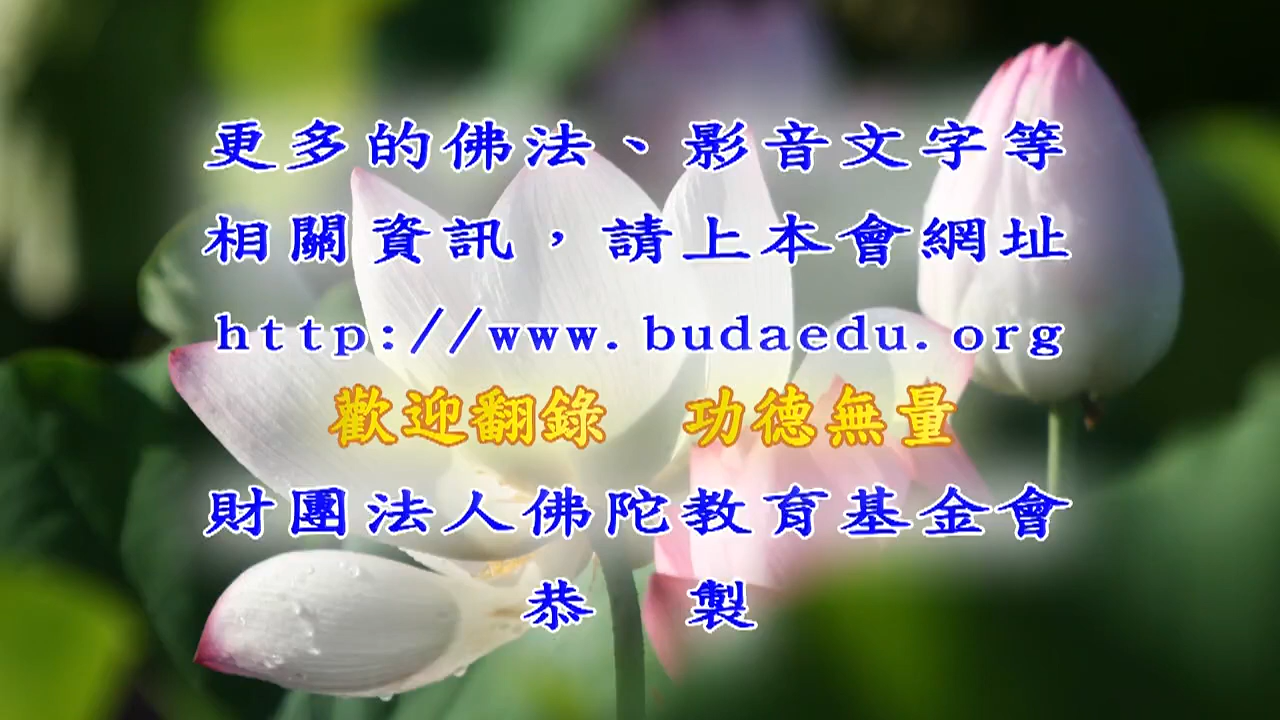 更多的佛法、影音文字等
相關資訊，請上本會網址
http://www.budaedu.org
歡迎翻錄　功德無量
財團法人佛陀教育基金會
恭　製